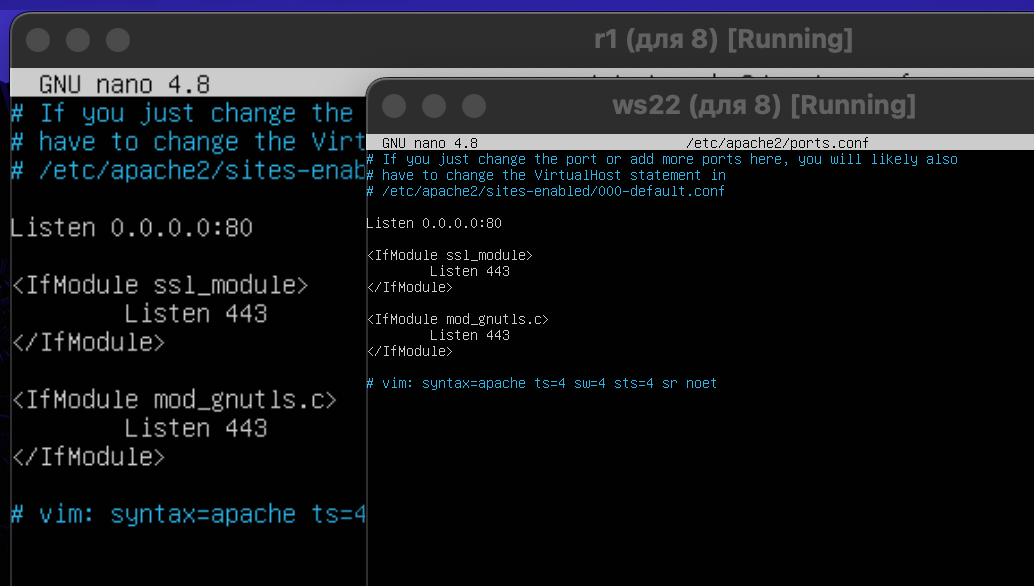 r1 (для 8) [Running]
GNU nano 4.8
# If you just change the
# have to change the Virt
# /etc/apache2/sites-enab
Listen 0.0.0.0:80
<IfModule ssl_module>
Listen 443
</IfModule>
<IfModule mod_gnutls.c>
Listen 443
</IfModule>
# vim: syntax=apache ts=4
ws22 (для 8) [Running]
GNU nano 4.8 /etc/apache2/ports.conf
# If you just change the port or add more ports here, you will likely also
# have to change the VirtualHost statement in
# /etc/apache2/sites-enabled/000-default.conf
Listen 0.0.0.0:80
<IfModule ssl_module>
Listen 443
</IfModule>
<IfModule mod_gnutls.c>
Listen 443
</IfModule>
# vim: syntax=apache ts=4 sw=4 sts=4 sr noet